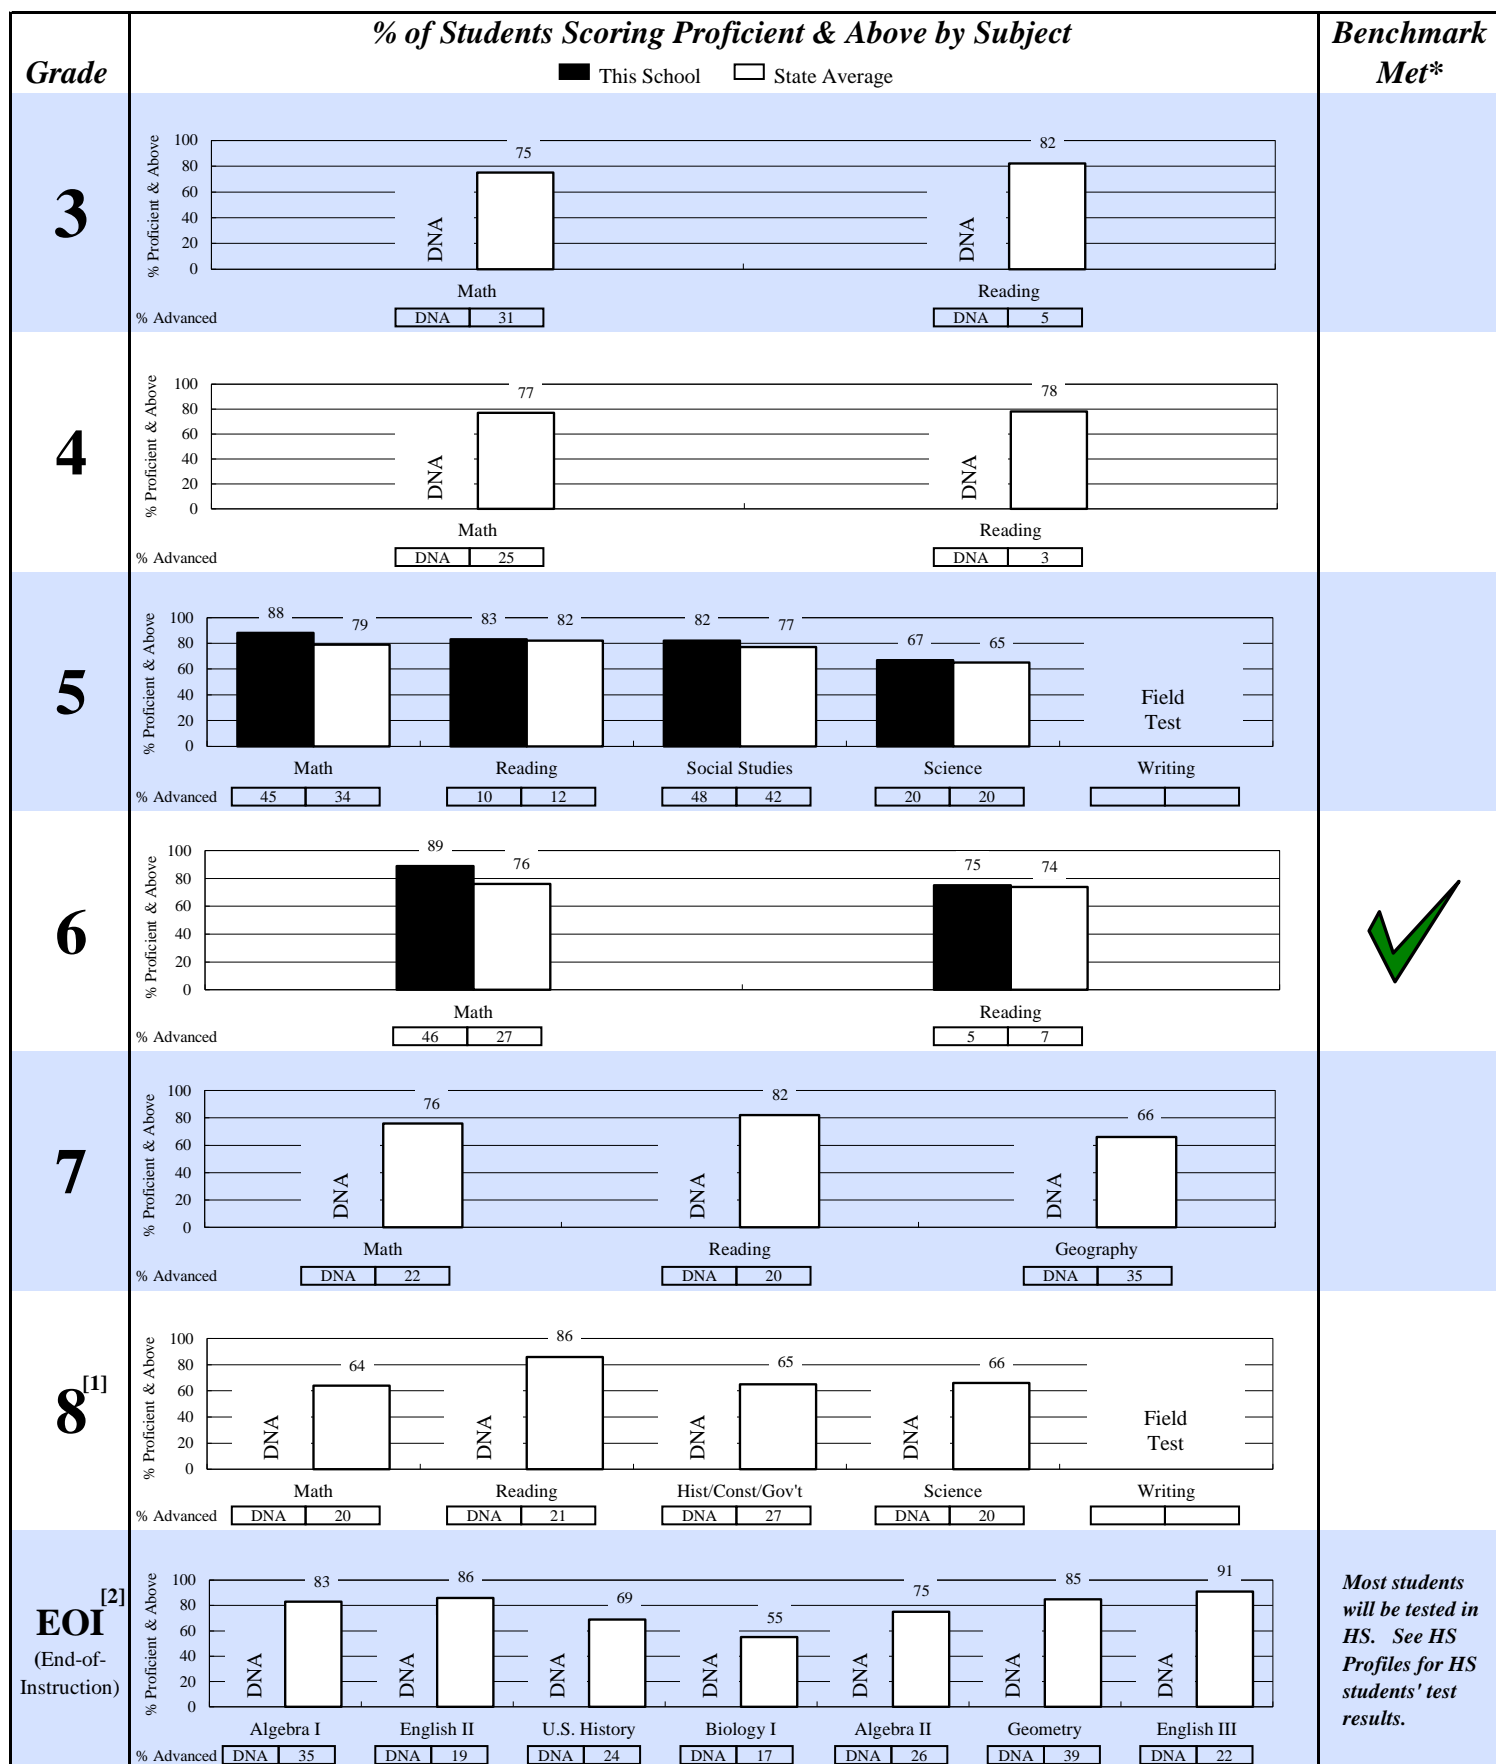 % of Students Scoring Proficient & Above by Subject
Benchmark
Met*
Grade
This School
State Average
3
% Proficient & Above
100
80
60
40
20
0
DNA
75
DNA
82
Math
Reading
% Advanced
DNA 31
DNA 5
4
% Proficient & Above
100
80
60
40
20
0
DNA
77
DNA
78
Math
Reading
% Advanced
DNA 25
DNA 3
5
% Proficient & Above
100
80
60
40
20
0
88
79
83
82
82
77
67
65
Field
Test
Math
Reading
Social Studies
Science
Writing
% Advanced
45 34
10 12
48 42
20 20
6
% Proficient & Above
100
80
60
40
20
0
89
76
75
74
Math
Reading
% Advanced
46 27
5 7
7
% Proficient & Above
100
80
60
40
20
0
DNA
76
DNA
82
DNA
66
Math
Reading
Geography
% Advanced
DNA 22
DNA 20
DNA 35
8[1]
% Proficient & Above
100
80
60
40
20
0
DNA
64
DNA
86
DNA
65
DNA
66
Field
Test
Math
Reading
Hist/Const/Gov't
Science
Writing
% Advanced
DNA 20
DNA 21
DNA 27
DNA 20
EOI[2]
(End-of-
Instruction)
% Proficient & Above
100
80
60
40
20
0
DNA
83
DNA
86
DNA
69
DNA
55
DNA
75
DNA
85
DNA
91
Algebra I
English II
U.S. History
Biology I
Algebra II
Geometry
English III
% Advanced
DNA 35
DNA 19
DNA 24
DNA 17
DNA 26
DNA 39
DNA 22
Most students
will be tested in
HS. See HS
Profiles for HS
students' test
results.